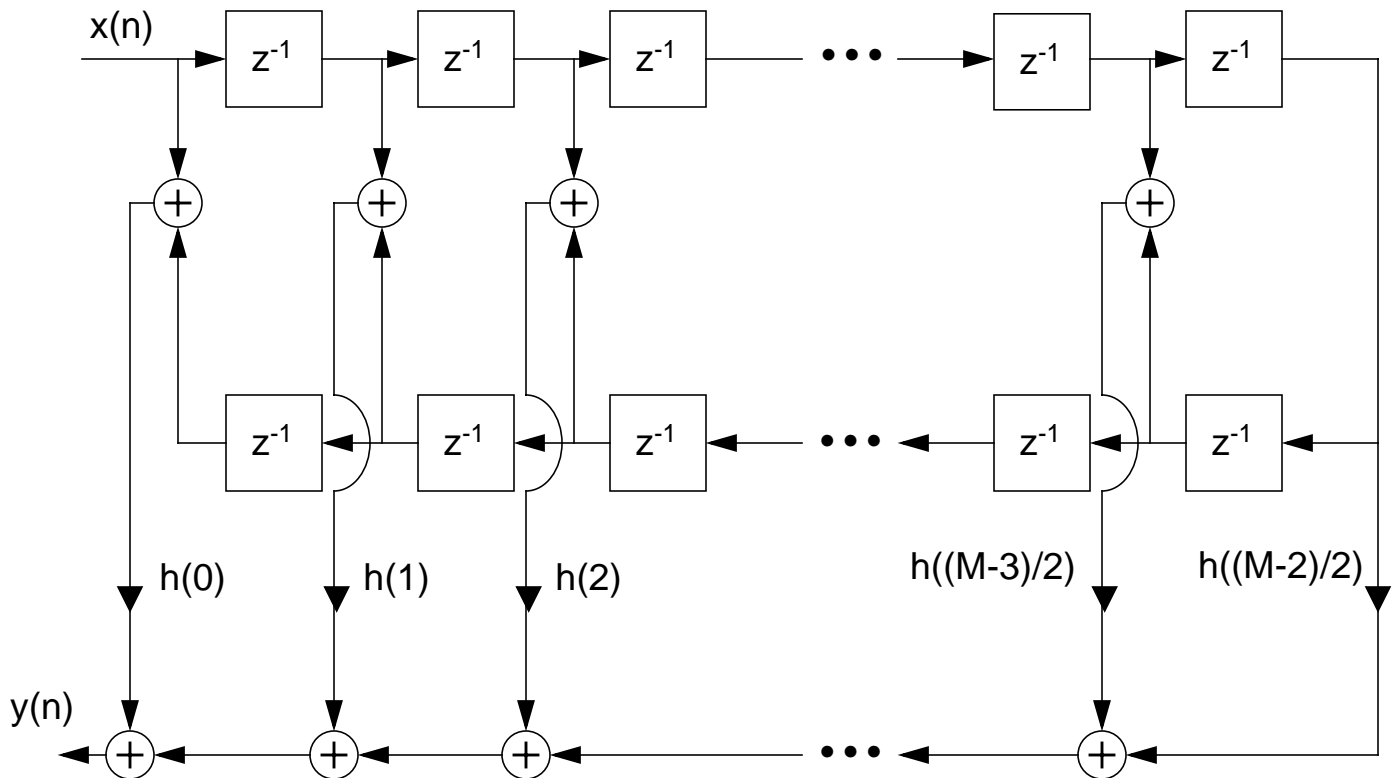 x(n)
z⁻¹ z⁻¹ z⁻¹ ••• z⁻¹ z⁻¹
+ + + +
z⁻¹ z⁻¹ z⁻¹ ••• z⁻¹ z⁻¹
h(0) h(1) h(2) h((M-3)/2) h((M-2)/2)
y(n)
+ + + ••• +